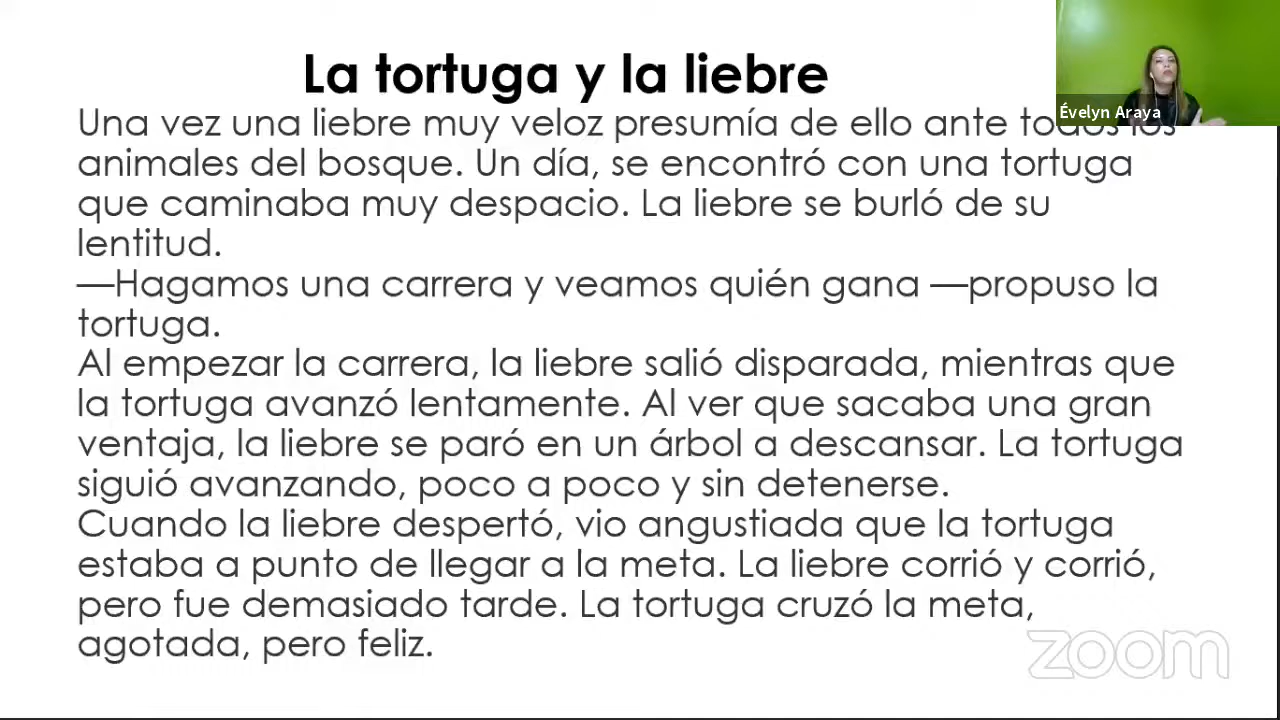 La tortuga y la liebre
Évelyn Araya
Una vez una liebre muy veloz presumía de ello ante todos los
animales del bosque. Un día, se encontró con una tortuga
que caminaba muy despacio. La liebre se burló de su
lentitud.
—Hagamos una carrera y veamos quién gana —propuso la
tortuga.
Al empezar la carrera, la liebre salió disparada, mientras que
la tortuga avanzó lentamente. Al ver que sacaba una gran
ventaja, la liebre se paró en un árbol a descansar. La tortuga
siguió avanzando, poco a poco y sin detenerse.
Cuando la liebre despertó, vio angustiada que la tortuga
estaba a punto de llegar a la meta. La liebre corrió y corrió,
pero fue demasiado tarde. La tortuga cruzó la meta,
agotada, pero feliz.
zoom